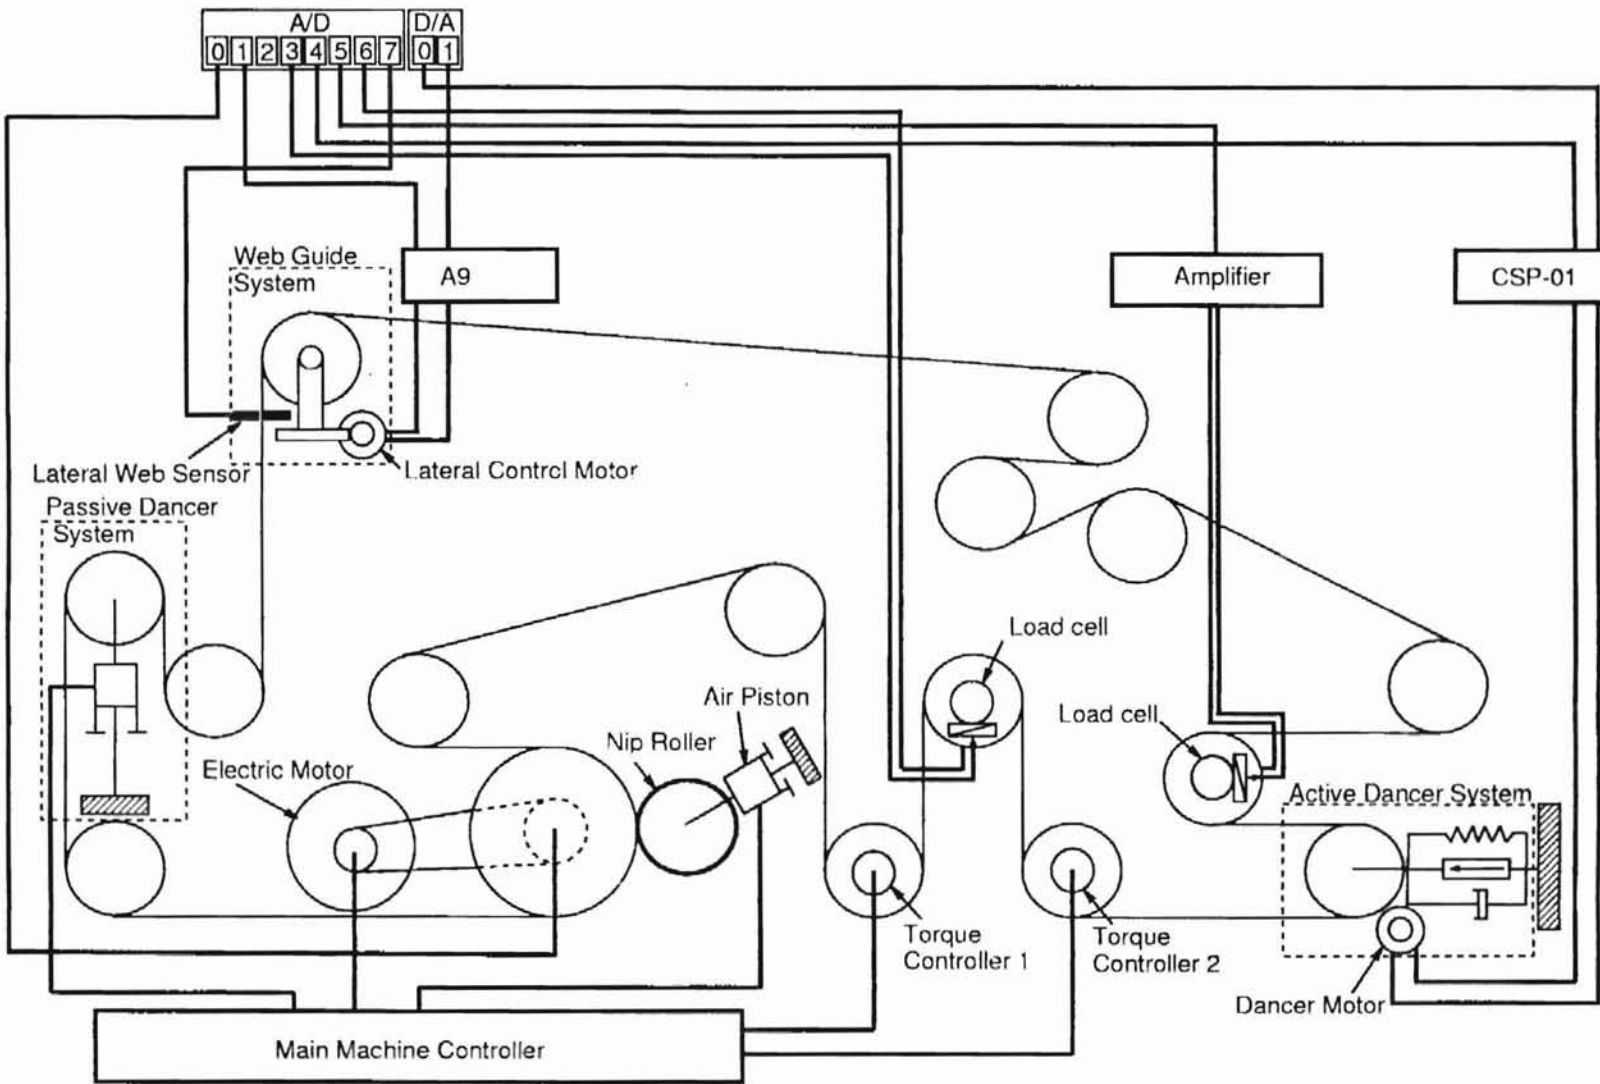 A/D D/A
0 1 2 3 4 5 6 7 0 1
Web Guide
System
A9
Amplifier
CSP-01
Lateral Web Sensor
Lateral Contrcl Motor
Passive Dancer
System
Load cell
Air Piston
Load cell
Nip Roller
Electric Motor
Active Dancer System
Torque
Controller 1
Torque
Controller 2
Dancer Motor
Main Machine Controller